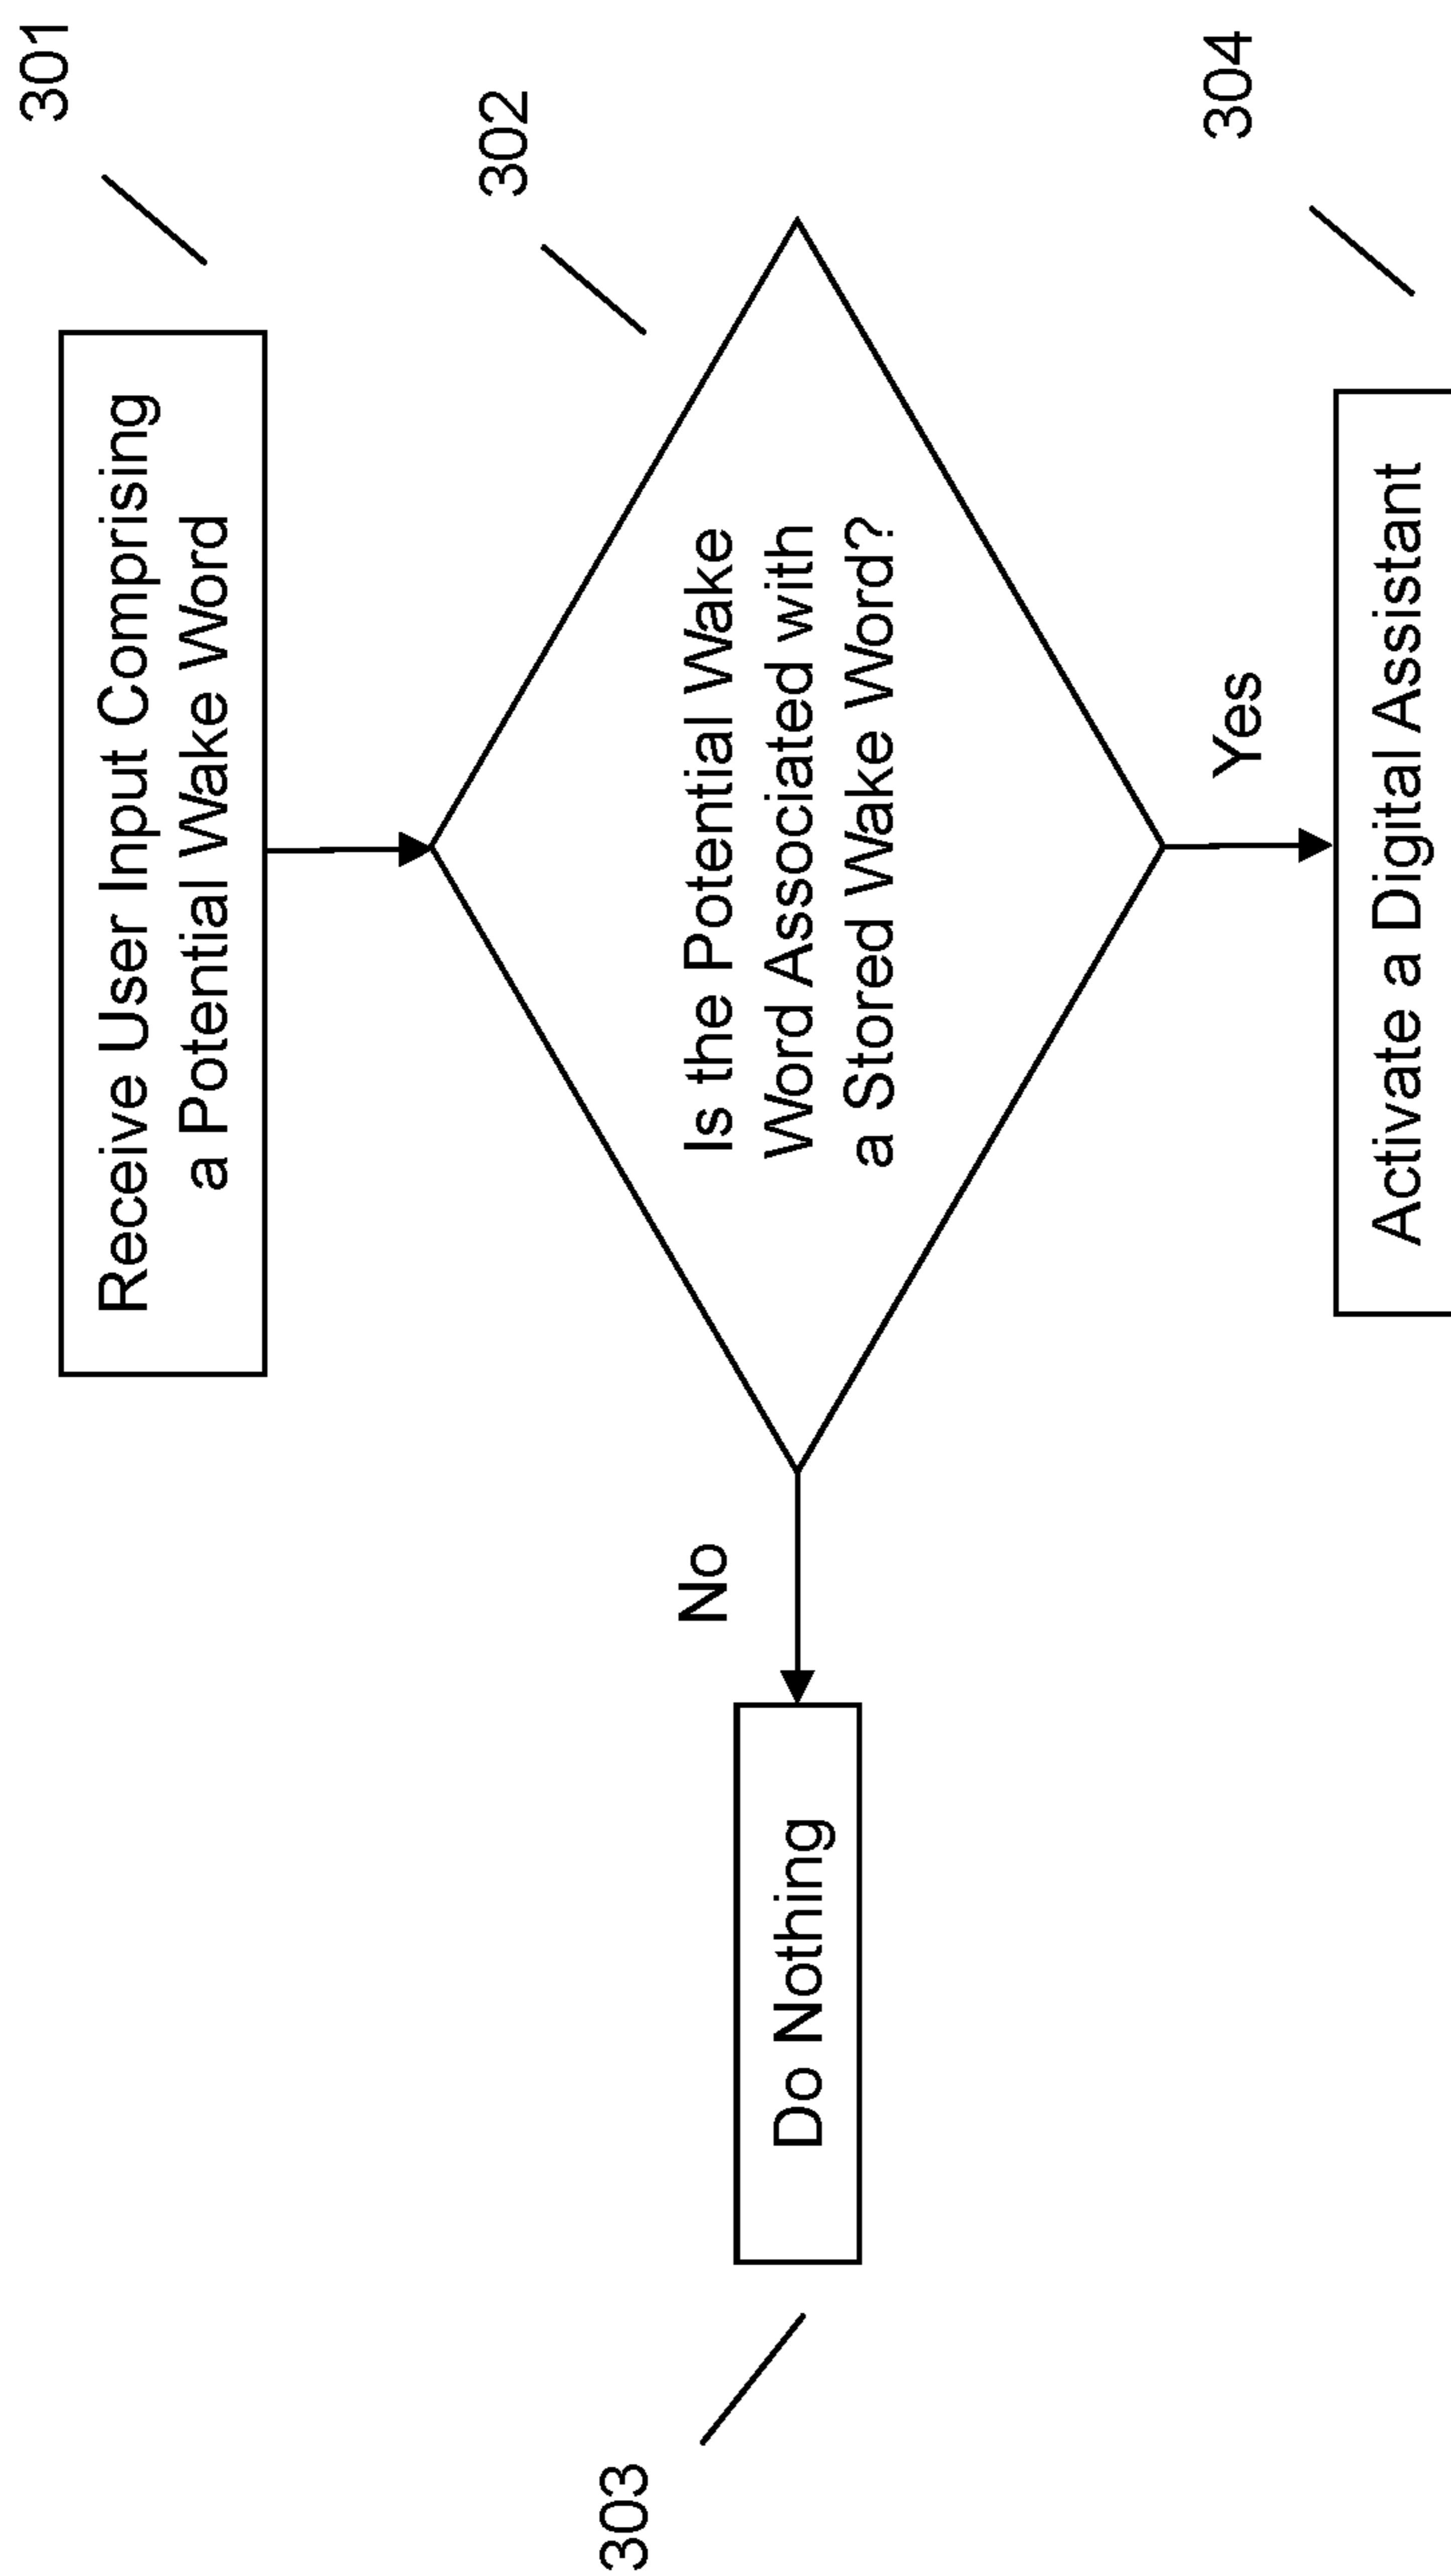 301
Receive User Input Comprising
a Potential Wake Word
302
Is the Potential Wake
Word Associated with
a Stored Wake Word?
No
303
Do Nothing
Yes
304
Activate a Digital Assistant